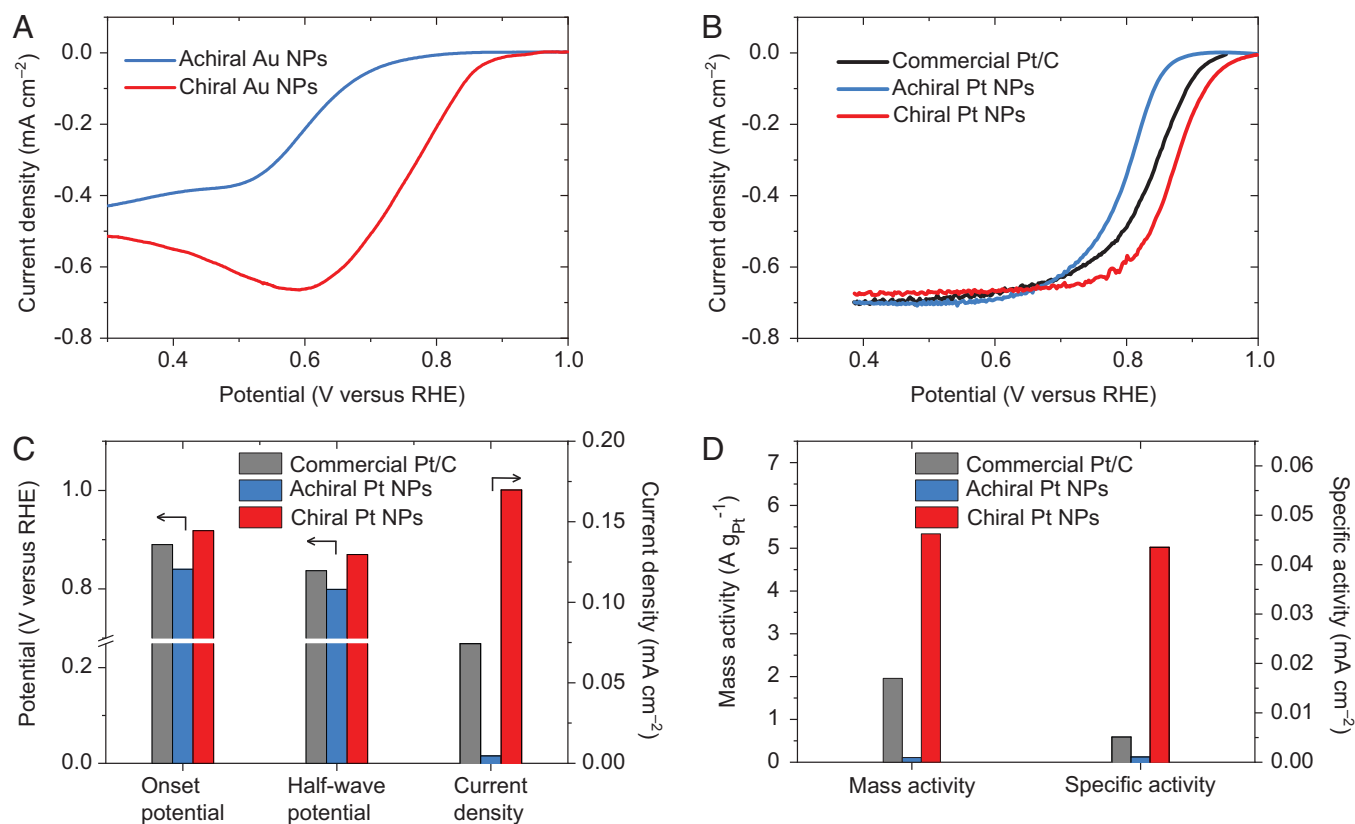 A
Achiral Au NPs
Chiral Au NPs
Current density (mA cm⁻²)
0.0
-0.2
-0.4
-0.6
-0.8
0.4
0.6
0.8
1.0
Potential (V versus RHE)
B
Commercial Pt/C
Achiral Pt NPs
Chiral Pt NPs
Current density (mA cm⁻²)
0.0
-0.2
-0.4
-0.6
-0.8
0.4
0.6
0.8
1.0
Potential (V versus RHE)
C
Commercial Pt/C
Achiral Pt NPs
Chiral Pt NPs
Potential (V versus RHE)
1.0
0.8
0.2
0.0
0.20
0.15
0.10
0.05
0.00
Current density (mA cm⁻²)
Onset potential
Half-wave potential
Current density
D
Commercial Pt/C
Achiral Pt NPs
Chiral Pt NPs
Mass activity (A g_Pt⁻¹)
7
6
5
4
3
2
1
0
0.06
0.05
0.04
0.03
0.02
0.01
0.00
Specific activity (mA cm⁻²)
Mass activity
Specific activity